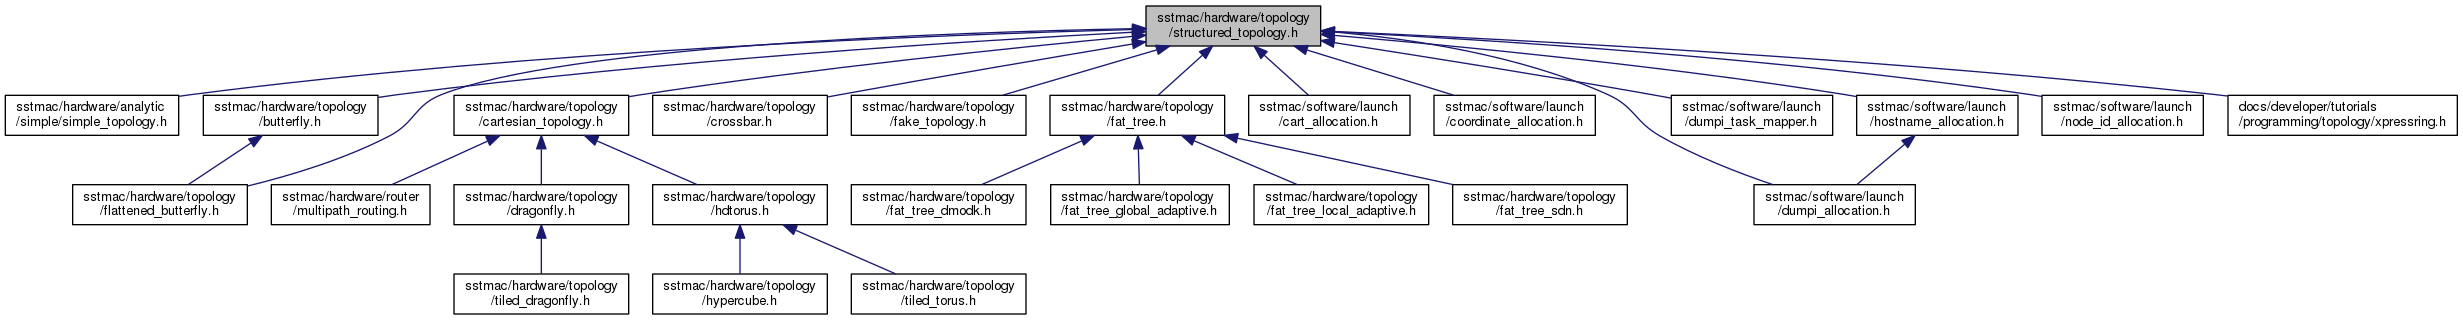 sstmac/hardware/topology
/structured_topology.h
sstmac/hardware/analytic
/simple/simple_topology.h
sstmac/hardware/topology
/butterfly.h
sstmac/hardware/topology
/cartesian_topology.h
sstmac/hardware/topology
/crossbar.h
sstmac/hardware/topology
/fake_topology.h
sstmac/hardware/topology
/fat_tree.h
sstmac/software/launch
/cart_allocation.h
sstmac/software/launch
/coordinate_allocation.h
sstmac/software/launch
/dumpi_task_mapper.h
sstmac/software/launch
/hostname_allocation.h
sstmac/software/launch
/node_id_allocation.h
docs/developer/tutorials
/programming/topology/xpressring.h
sstmac/hardware/topology
/flattened_butterfly.h
sstmac/hardware/router
/multipath_routing.h
sstmac/hardware/topology
/dragonfly.h
sstmac/hardware/topology
/hdtorus.h
sstmac/hardware/topology
/fat_tree_dmodk.h
sstmac/hardware/topology
/fat_tree_global_adaptive.h
sstmac/hardware/topology
/fat_tree_local_adaptive.h
sstmac/hardware/topology
/fat_tree_sdn.h
sstmac/software/launch
/dumpi_allocation.h
sstmac/hardware/topology
/tiled_dragonfly.h
sstmac/hardware/topology
/hypercube.h
sstmac/hardware/topology
/tiled_torus.h